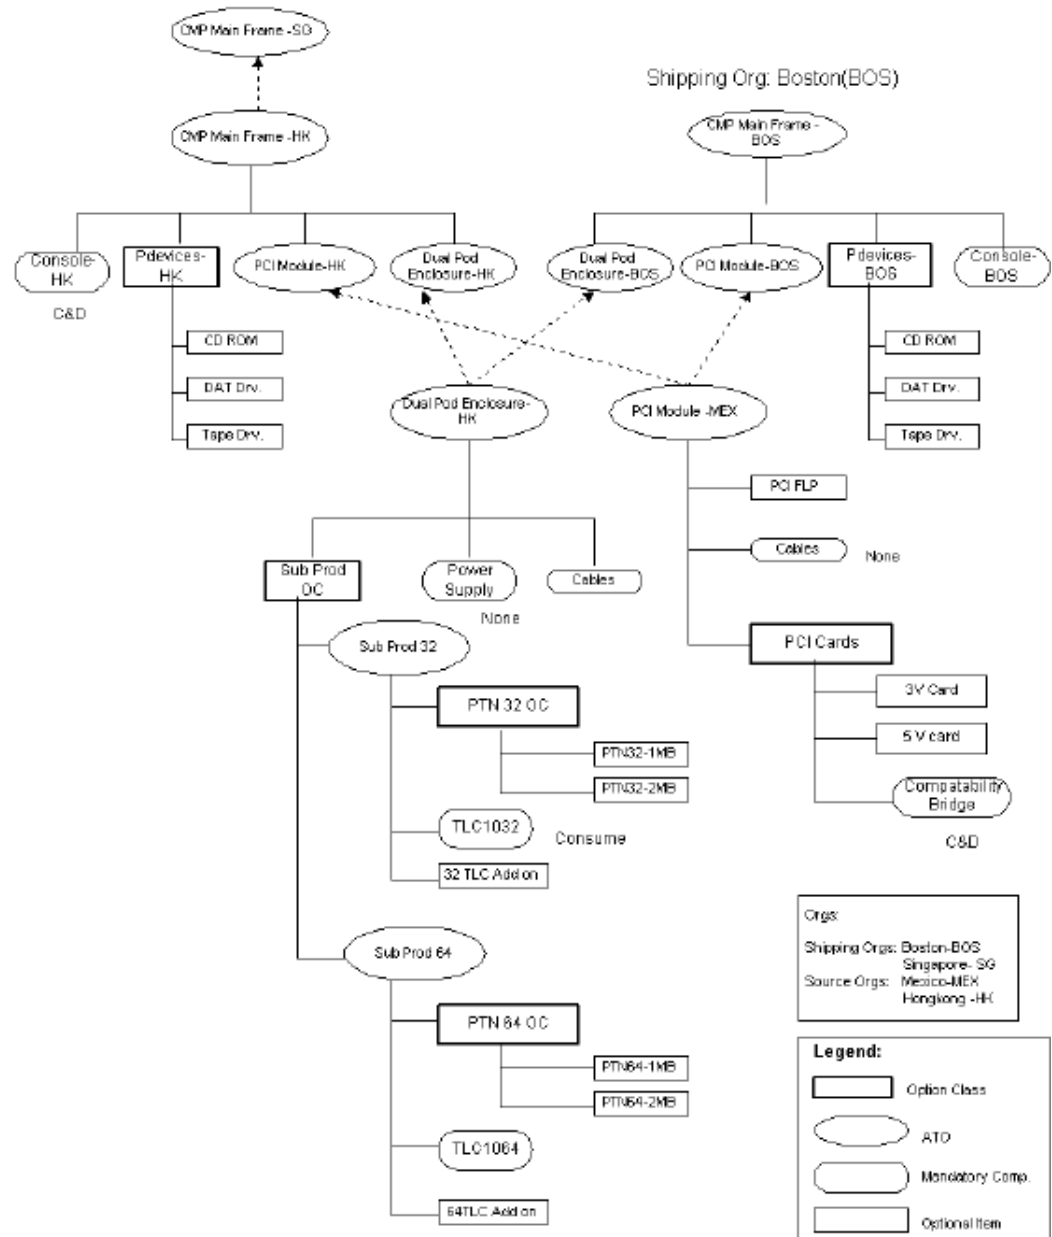 CMP Main Frame -SG
Shipping Org: Boston(BOS)
CMP Main Frame -HK
CMP Main Frame -
BOS
Console-
HK
Pdevices-
HK
PCI Module-HK
Dual Pod
Enclosure-HK
Dual Pod
Enclosure-BOS
PCI Module-BOS
Pdevices-
BOS
Console-
BOS
C&D
CD ROM
DAT Drv.
Tape Drv.
CD ROM
DAT Drv.
Tape Drv.
Dual Pod Enclosure-
HK
PCI Module -MEX
PCI FLP
Cables
None
Sub Prod
OC
Power
Supply
Cables
None
Sub Prod 32
PCI Cards
PTN 32 OC
3V Card
5 V card
PTN32-1MB
PTN32-2MB
Compatability
Bridge
C&D
TLC1032
Consume
32 TLC Add on
Sub Prod 64
PTN 64 OC
PTN64-1MB
PTN64-2MB
TLC1064
64TLC Add on
Orgs:
Shipping Orgs: Boston-BOS
Singapore- SG
Source Orgs: Mexico-MEX
Hongkong -HK
Legend:
Option Class
ATO
Mandatory Comp.
Optional Item